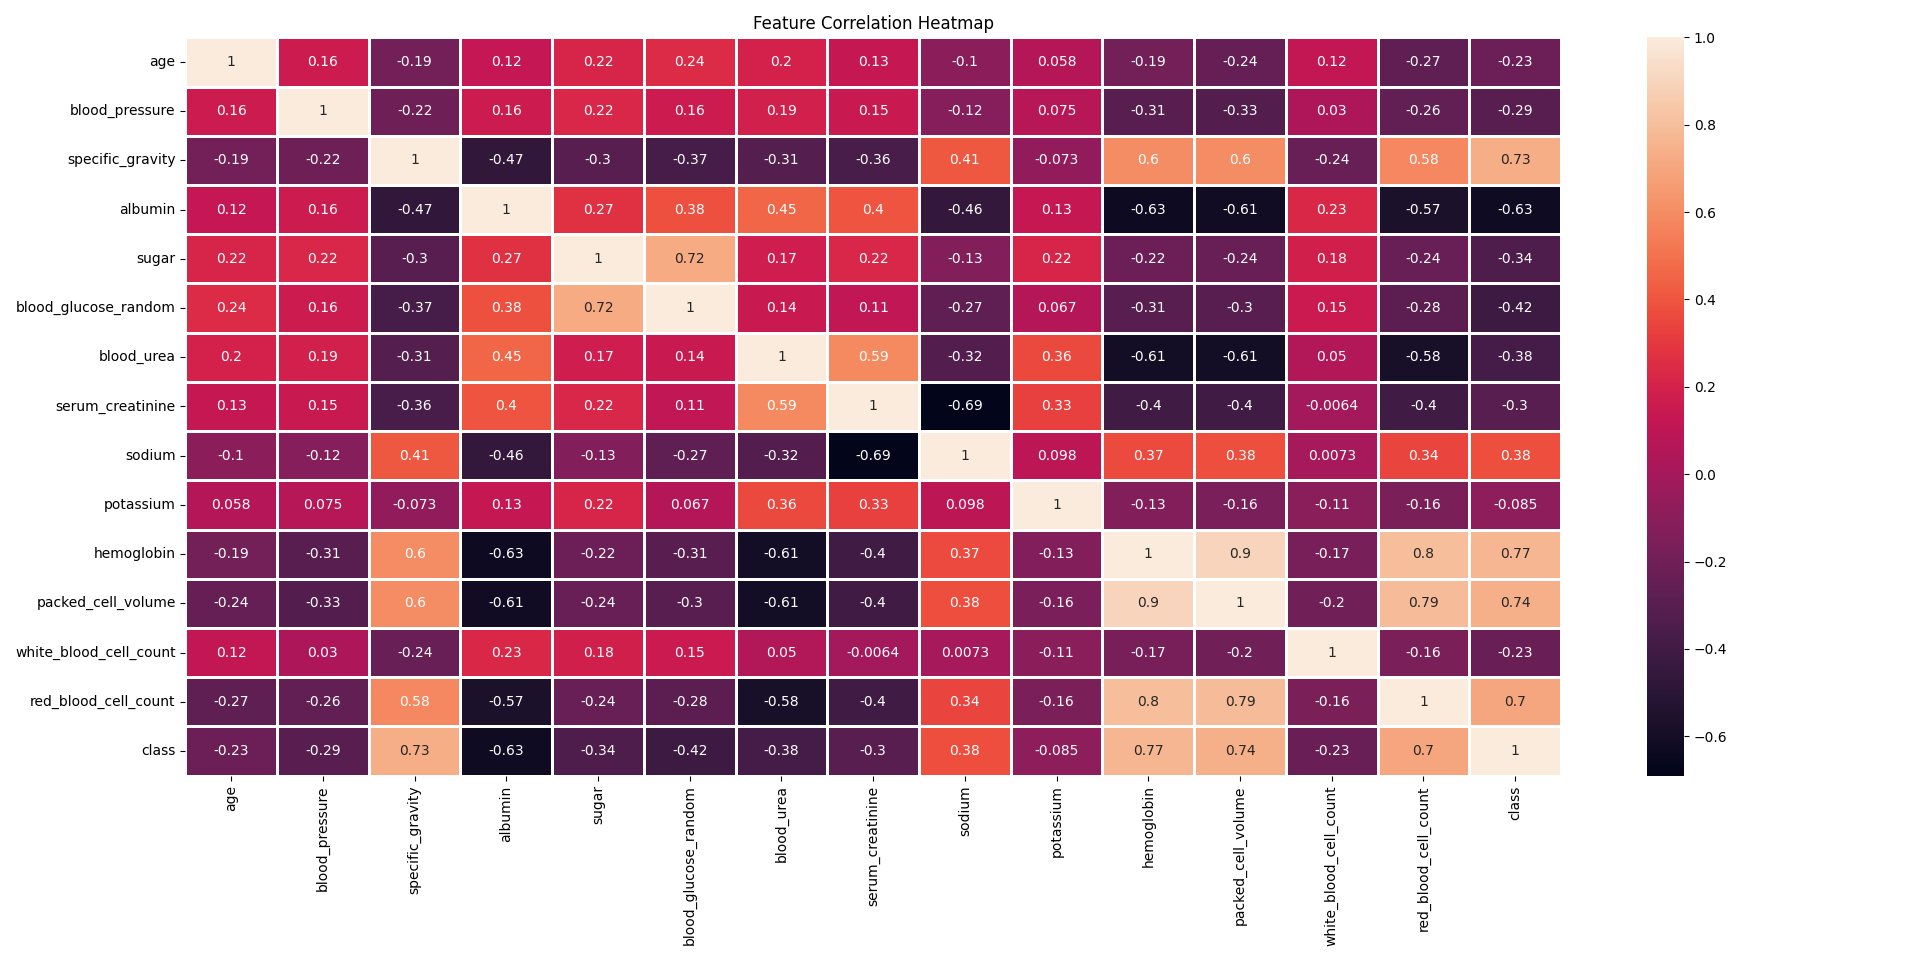 Feature Correlation Heatmap
age 1 0.16 -0.19 0.12 0.22 0.24 0.2 0.13 -0.1 0.058 -0.19 -0.24 0.12 -0.27 -0.23
blood_pressure 0.16 1 -0.22 0.16 0.22 0.16 0.19 0.15 -0.12 0.075 -0.31 -0.33 0.03 -0.26 -0.29
specific_gravity -0.19 -0.22 1 -0.47 -0.3 -0.37 -0.31 -0.36 0.41 -0.073 0.6 0.6 -0.24 0.58 0.73
albumin 0.12 0.16 -0.47 1 0.27 0.38 0.45 0.4 -0.46 0.13 -0.63 -0.61 0.23 -0.57 -0.63
sugar 0.22 0.22 -0.3 0.27 1 0.72 0.17 0.22 -0.13 0.22 -0.22 -0.24 0.18 -0.24 -0.34
blood_glucose_random 0.24 0.16 -0.37 0.38 0.72 1 0.14 0.11 -0.27 0.067 -0.31 -0.3 0.15 -0.28 -0.42
blood_urea 0.2 0.19 -0.31 0.45 0.17 0.14 1 0.59 -0.32 0.36 -0.61 -0.61 0.05 -0.58 -0.38
serum_creatinine 0.13 0.15 -0.36 0.4 0.22 0.11 0.59 1 -0.69 0.33 -0.4 -0.4 -0.0064 -0.4 -0.3
sodium -0.1 -0.12 0.41 -0.46 -0.13 -0.27 -0.32 -0.69 1 0.098 0.37 0.38 0.0073 0.34 0.38
potassium 0.058 0.075 -0.073 0.13 0.22 0.067 0.36 0.33 0.098 1 -0.13 -0.16 -0.11 -0.16 -0.085
hemoglobin -0.19 -0.31 0.6 -0.63 -0.22 -0.31 -0.61 -0.4 0.37 -0.13 1 0.9 -0.17 0.8 0.77
packed_cell_volume -0.24 -0.33 0.6 -0.61 -0.24 -0.3 -0.61 -0.4 0.38 -0.16 0.9 1 -0.2 0.79 0.74
white_blood_cell_count 0.12 0.03 -0.24 0.23 0.18 0.15 0.05 -0.0064 0.0073 -0.11 -0.17 -0.2 1 -0.16 -0.23
red_blood_cell_count -0.27 -0.26 0.58 -0.57 -0.24 -0.28 -0.58 -0.4 0.34 -0.16 0.8 0.79 -0.16 1 0.7
class -0.23 -0.29 0.73 -0.63 -0.34 -0.42 -0.38 -0.3 0.38 -0.085 0.77 0.74 -0.23 0.7 1
age
blood_pressure
specific_gravity
albumin
sugar
blood_glucose_random
blood_urea
serum_creatinine
sodium
potassium
hemoglobin
packed_cell_volume
white_blood_cell_count
red_blood_cell_count
class
1.0
0.8
0.6
0.4
0.2
0.0
−0.2
−0.4
−0.6